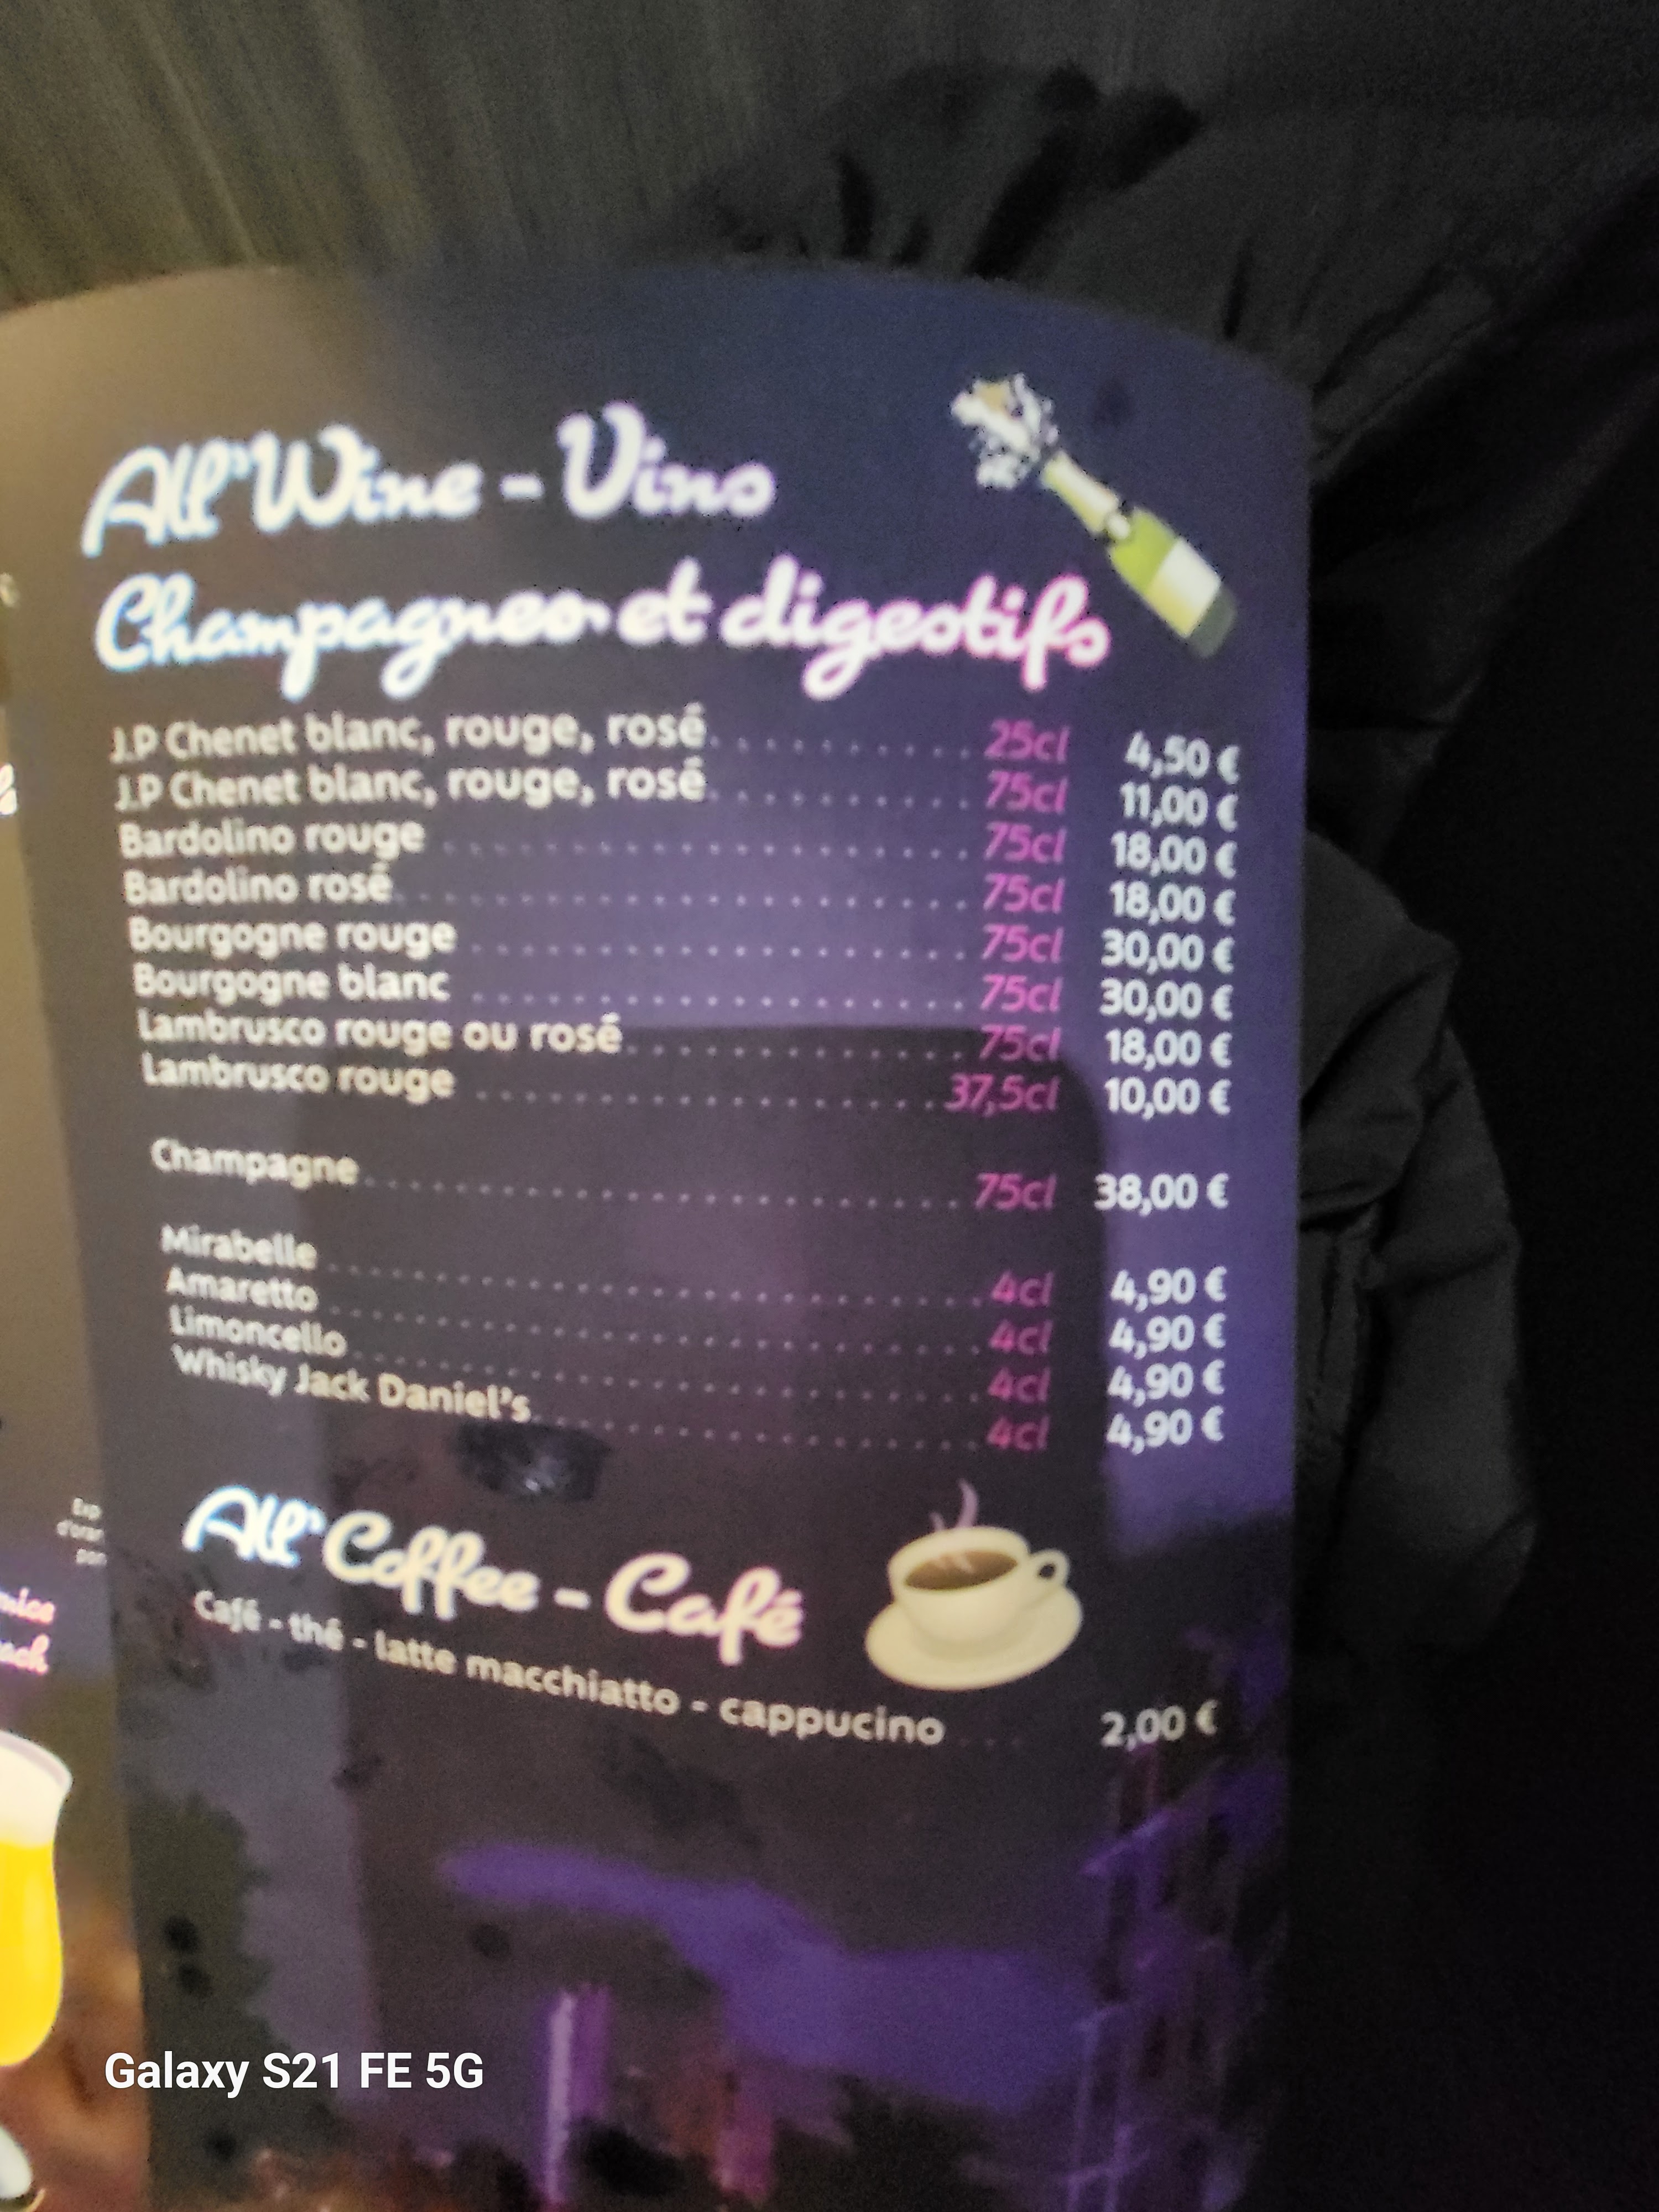 All'Wine - Vins
Champagnes et digestifs
J.P Chenet blanc, rouge, rosé. . . . . . . . . . . 25cl 4,50 €
J.P Chenet blanc, rouge, rosé. . . . . . . . . . . 75cl 11,00 €
Bardolino rouge . . . . . . . . . . . . . . . . . . . . . . . 75cl 18,00 €
Bardolino rosé. . . . . . . . . . . . . . . . . . . . . . . . . 75cl 18,00 €
Bourgogne rouge . . . . . . . . . . . . . . . . . . . . . 75cl 30,00 €
Bourgogne blanc . . . . . . . . . . . . . . . . . . . . . 75cl 30,00 €
Lambrusco rouge ou rosé. . . . . . . . . . . . . . 75cl 18,00 €
Lambrusco rouge . . . . . . . . . . . . . . . . . . . 37,5cl 10,00 €
Champagne. . . . . . . . . . . . . . . . . . . . . . . . . . 75cl 38,00 €
Mirabelle . . . . . . . . . . . . . . . . . . . . . . . . . . . . 4cl 4,90 €
Amaretto . . . . . . . . . . . . . . . . . . . . . . . . . . . . 4cl 4,90 €
Limoncello . . . . . . . . . . . . . . . . . . . . . . . . . . . 4cl 4,90 €
Whisky Jack Daniel's. . . . . . . . . . . . . . . . . . . 4cl 4,90 €
All'Coffee - Café
Café - thé - latte macchiatto - cappucino . . . 2,00 €
Galaxy S21 FE 5G